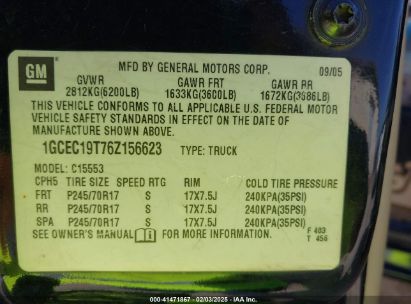 GM
MFD BY GENERAL MOTORS CORP.
09/05
GVWR GAWR FRT GAWR RR
2812KG(6200LB) 1633KG(3600LB) 1672KG(3686LB)
THIS VEHICLE CONFORMS TO ALL APPLICABLE U.S. FEDERAL MOTOR
VEHICLE SAFETY STANDARDS IN EFFECT ON THE DATE OF
MANUFACTURE SHOWN ABOVE.
1GCEC19T76Z156623 TYPE: TRUCK
MODEL: C15553
TIRE SIZE SPEED RTG RIM COLD TIRE PRESSURE
FRT P245/70R17 S 17X7.5J 240KPA(35PSI)
RR P245/70R17 S 17X7.5J 240KPA(35PSI)
SPA P245/70R17 S 17X7.5J 240KPA(35PSI)
SEE OWNER'S MANUAL FOR MORE INFORMATION.
F 403
T 456
000 - 41471867 - 02/03/2025 - IAAI